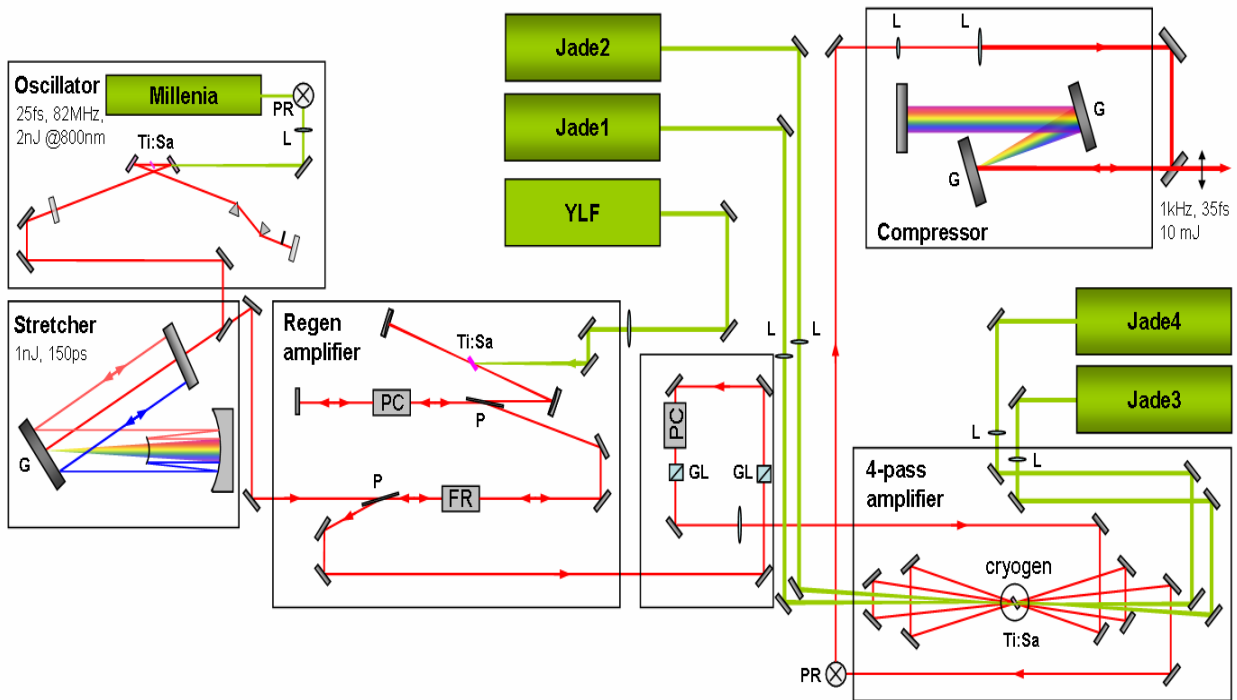 Oscillator
25fs, 82MHz,
2nJ @800nm
Millenia
PR
L
Ti:Sa
Stretcher
1nJ, 150ps
G
Regen
amplifier
Ti:Sa
PC
P
P
FR
Jade2
Jade1
YLF
L
L
PC
GL
GL
L
L
G
G
Compressor
1kHz, 35fs
10 mJ
Jade4
Jade3
L
L
4-pass
amplifier
cryogen
Ti:Sa
PR